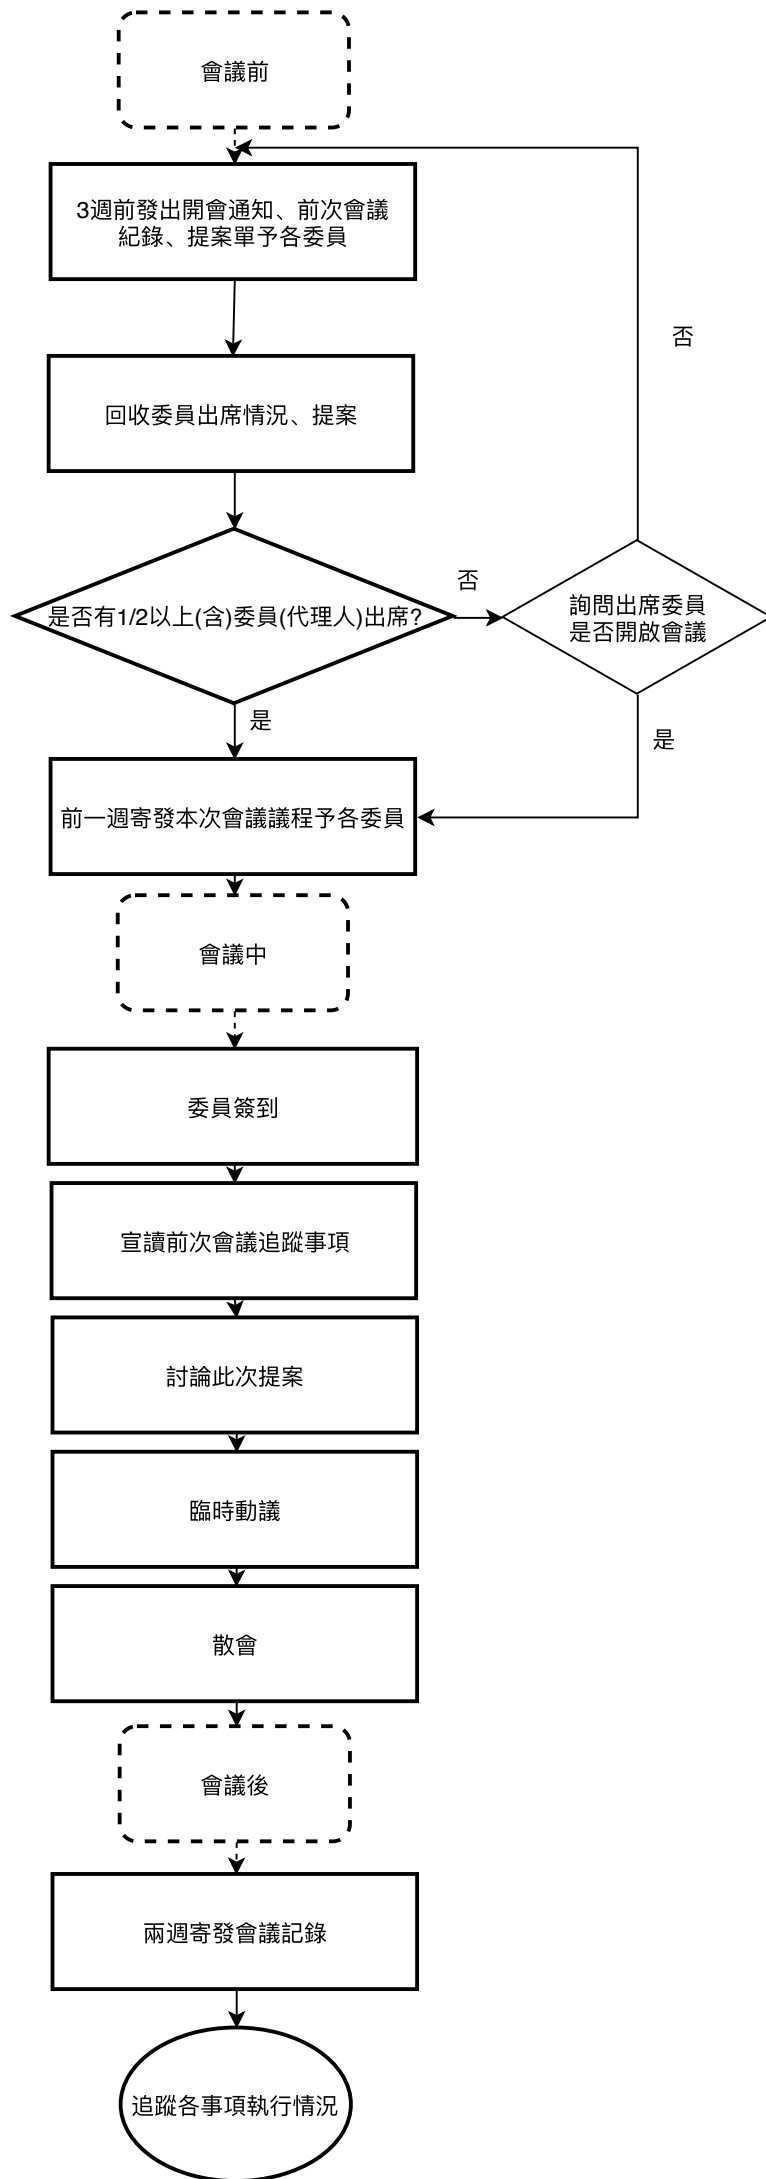 會議前
3週前發出開會通知、前次會議
紀錄、提案單予各委員
否
回收委員出席情況、提案
是否有1/2以上(含)委員(代理人)出席?
否
詢問出席委員
是否開啟會議
是
是
前一週寄發本次會議議程予各委員
會議中
委員簽到
宣讀前次會議追蹤事項
討論此次提案
臨時動議
散會
會議後
兩週寄發會議記錄
追蹤各事項執行情況